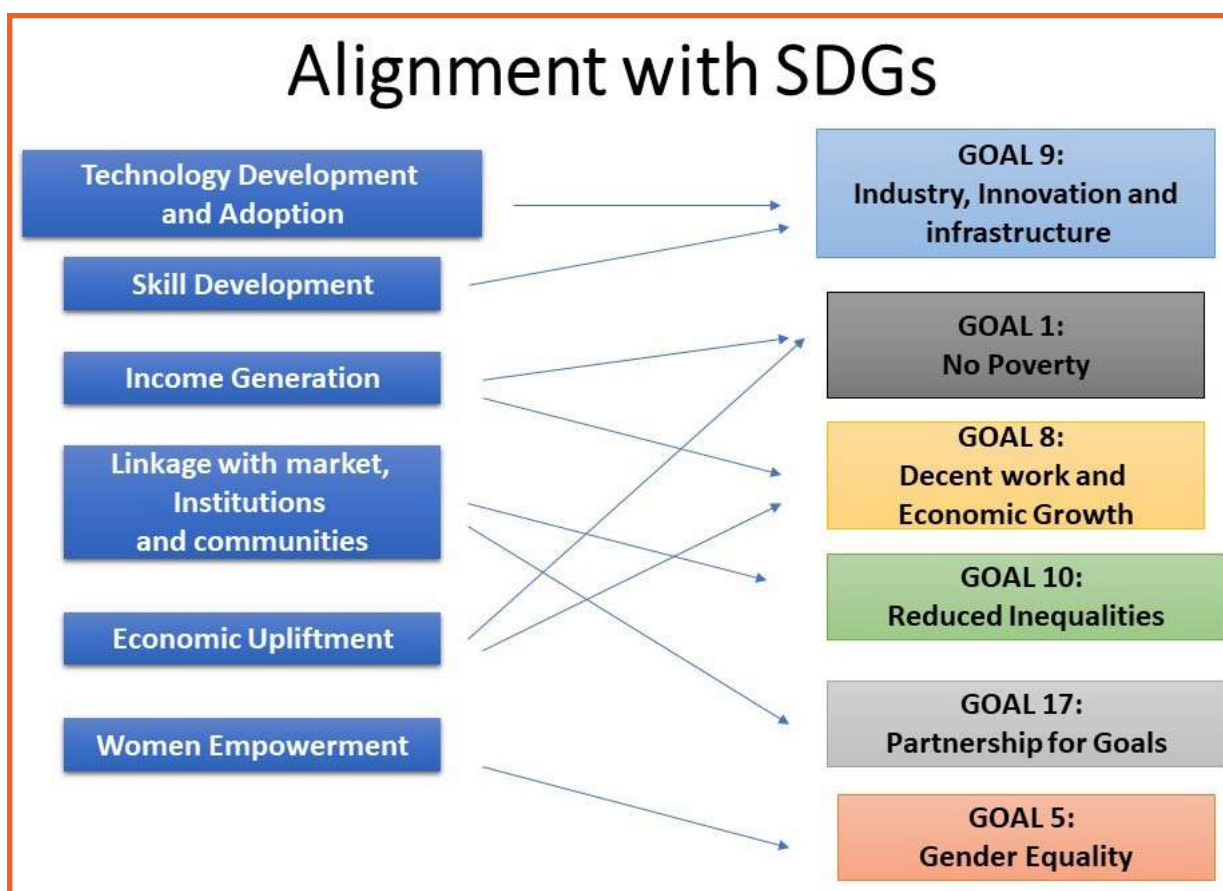 Alignment with SDGs
Technology Development
and Adoption
Skill Development
Income Generation
Linkage with market,
Institutions
and communities
Economic Upliftment
Women Empowerment
GOAL 9:
Industry, Innovation and
infrastructure
GOAL 1:
No Poverty
GOAL 8:
Decent work and
Economic Growth
GOAL 10:
Reduced Inequalities
GOAL 17:
Partnership for Goals
GOAL 5:
Gender Equality